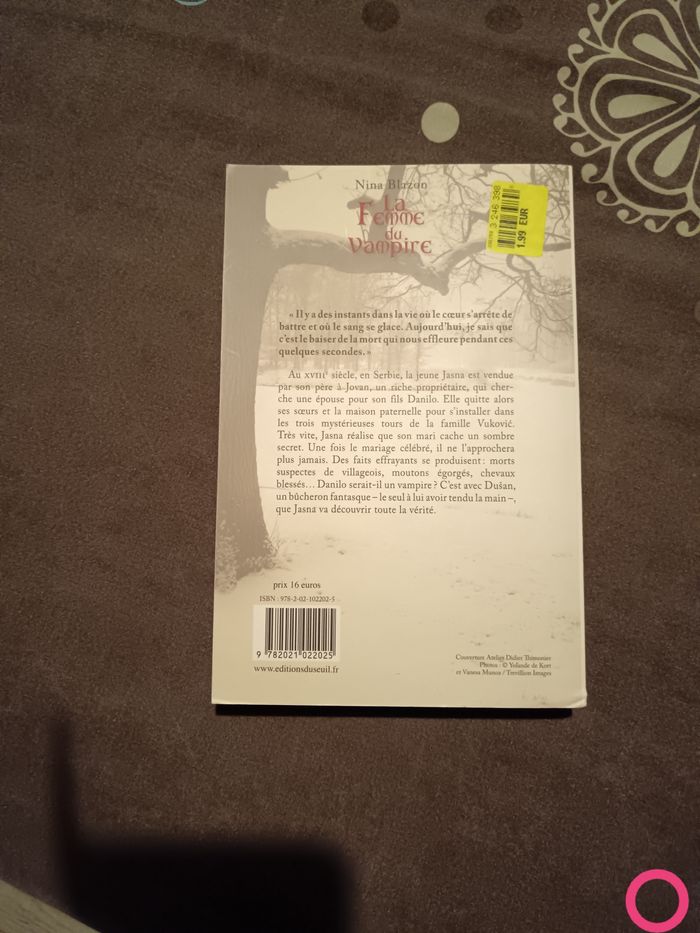 Nina Blazon
La
Femme
du
Vampire
3 246 398
1.99 EUR
« Il y a des instants dans la vie où le cœur s'arrête de
battre et où le sang se glace. Aujourd'hui, je sais que
c'est le baiser de la mort qui nous effleure pendant ces
quelques secondes. »
Au XVIIIe siècle, en Serbie, la jeune Jasna est vendue
par son père à Jovan, un riche propriétaire, qui cher-
che une épouse pour son fils Danilo. Elle quitte alors
ses sœurs et la maison paternelle pour s'installer dans
les trois mystérieuses tours de la famille Vuković.
Très vite, Jasna réalise que son mari cache un sombre
secret. Une fois le mariage célébré, il ne l'approchera
plus jamais. Des faits effrayants se produisent : morts
suspectes de villageois, moutons égorgés, chevaux
blessés… Danilo serait-il un vampire ? C'est avec Dušan,
un bûcheron fantasque – le seul à lui avoir tendu la main –,
que Jasna va découvrir toute la vérité.
prix 16 euros
ISBN : 978-2-02-102202-5
9 782021 022025
www.editionsduseuil.fr
Couverture Atelier Didier Thimonier
Photos : © Yolande de Kort
et Vanesa Munoz / Trevillion Images